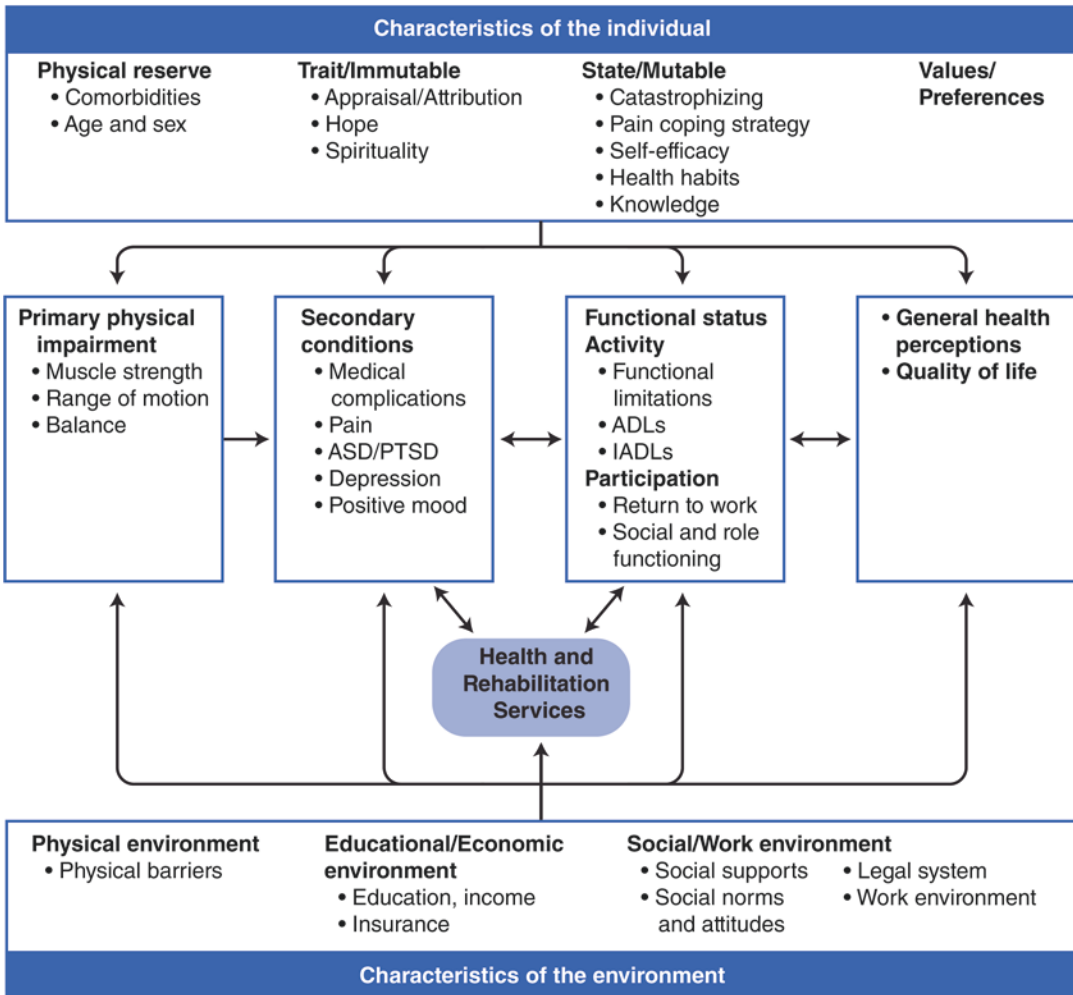 Characteristics of the individual
Physical reserve
• Comorbidities
• Age and sex
Trait/Immutable
• Appraisal/Attribution
• Hope
• Spirituality
State/Mutable
• Catastrophizing
• Pain coping strategy
• Self-efficacy
• Health habits
• Knowledge
Values/
Preferences
Primary physical
impairment
• Muscle strength
• Range of motion
• Balance
Secondary
conditions
• Medical
complications
• Pain
• ASD/PTSD
• Depression
• Positive mood
Functional status
Activity
• Functional
limitations
• ADLs
• IADLs
Participation
• Return to work
• Social and role
functioning
• General health
perceptions
• Quality of life
Health and
Rehabilitation
Services
Physical environment
• Physical barriers
Educational/Economic
environment
• Education, income
• Insurance
Social/Work environment
• Social supports
• Social norms
and attitudes
• Legal system
• Work environment
Characteristics of the environment